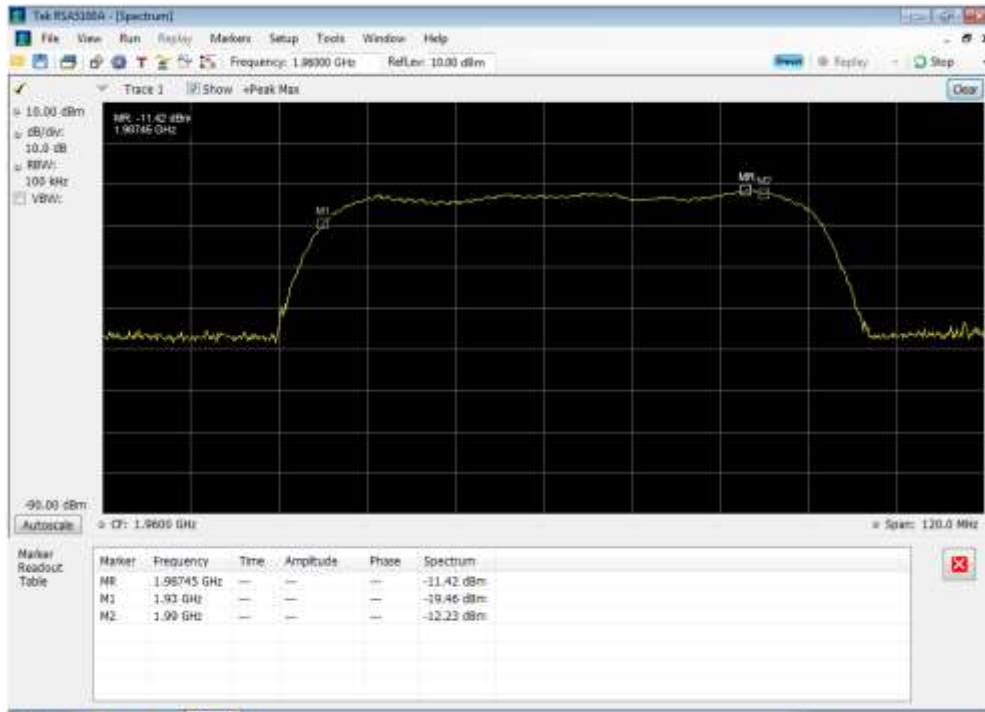 Tek RSA5100A - [Spectrum]
File View Run Replay Markers Setup Tools Window Help
T Frequency: 1.96000 GHz RefLev: 10.00 dBm Preset Replay Stop
Trace 1 Show +Peak Max Clear
10.00 dBm
dB/div:
10.0 dB
RBW:
100 kHz
VBW:
MR: -11.42 dBm
1.98745 GHz
MR M2
M1
-90.00 dBm
Autoscale CF: 1.9600 GHz Span: 120.0 MHz
Marker Readout Table
Marker Frequency Time Amplitude Phase Spectrum
MR 1.98745 GHz --- --- --- -11.42 dBm
M1 1.93 GHz --- --- --- -19.46 dBm
M2 1.99 GHz --- --- --- -12.23 dBm